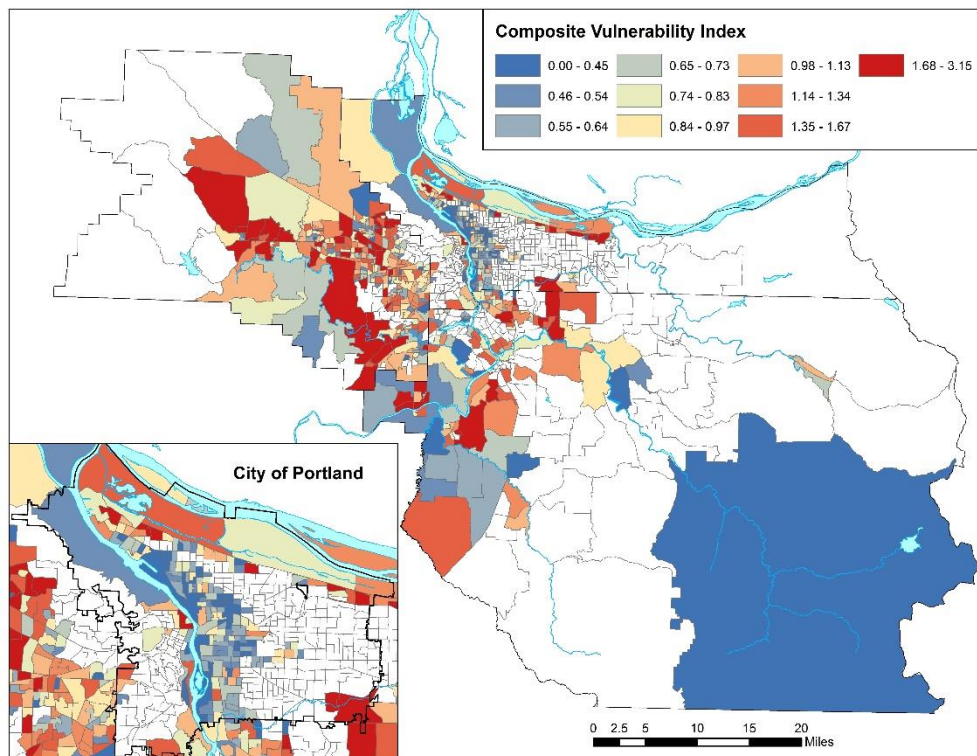 Composite Vulnerability Index
0.00 - 0.45 0.65 - 0.73 0.98 - 1.13 1.68 - 3.15
0.46 - 0.54 0.74 - 0.83 1.14 - 1.34
0.55 - 0.64 0.84 - 0.97 1.35 - 1.67
City of Portland
0 2.5 5 10 15 20
Miles